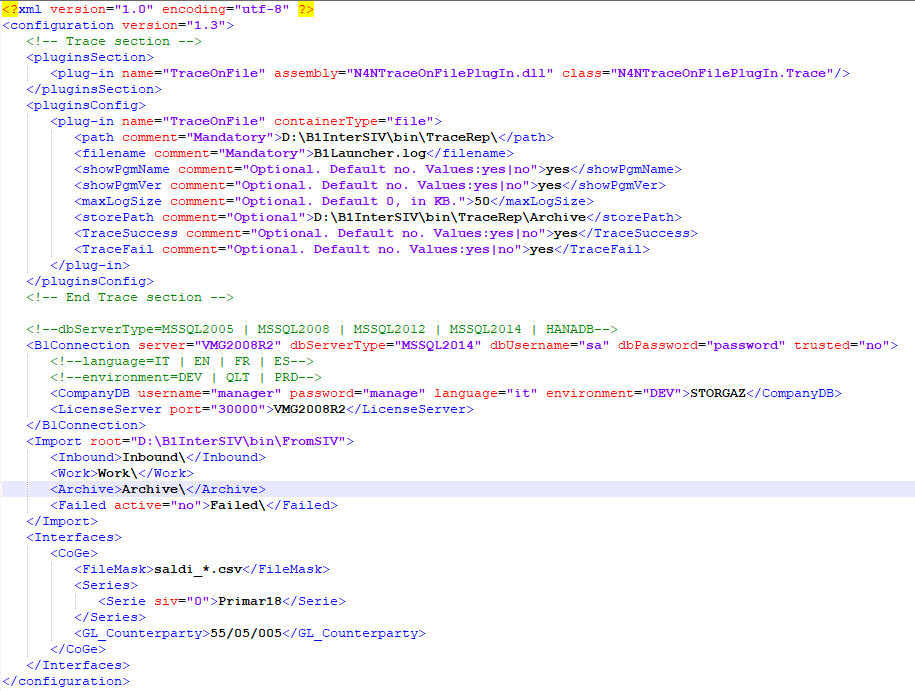 <?xml version="1.0" encoding="utf-8" ?>
<configuration version="1.3">
<!-- Trace section -->
<pluginsSection>
<plug-in name="TraceOnFile" assembly="N4NTraceOnFilePlugIn.dll" class="N4NTraceOnFilePlugIn.Trace"/>
</pluginsSection>
<pluginsConfig>
<plug-in name="TraceOnFile" containerType="file">
<path comment="Mandatory">D:\B1InterSIV\bin\TraceRep\</path>
<filename comment="Mandatory">B1Launcher.log</filename>
<showPgmName comment="Optional. Default no. Values:yes|no">yes</showPgmName>
<showPgmVer comment="Optional. Default no. Values:yes|no">yes</showPgmVer>
<maxLogSize comment="Optional. Default 0, in KB.">50</maxLogSize>
<storePath comment="Optional">D:\B1InterSIV\bin\TraceRep\Archive</storePath>
<TraceSuccess comment="Optional. Default no. Values:yes|no">yes</TraceSuccess>
<TraceFail comment="Optional. Default no. Values:yes|no">yes</TraceFail>
</plug-in>
</pluginsConfig>
<!-- End Trace section -->
<!--dbServerType=MSSQL2005 | MSSQL2008 | MSSQL2012 | MSSQL2014 | HANADB-->
<B1Connection server="VMG2008R2" dbServerType="MSSQL2014" dbUsername="sa" dbPassword="password" trusted="no">
<!--language=IT | EN | FR | ES-->
<!--environment=DEV | QLT | PRD-->
<CompanyDB username="manager" password="manage" language="it" environment="DEV">STORGAZ</CompanyDB>
<LicenseServer port="30000">VMG2008R2</LicenseServer>
</B1Connection>
<Import root="D:\B1InterSIV\bin\FromSIV">
<Inbound>Inbound\</Inbound>
<Work>Work\</Work>
<Archive>Archive\</Archive>
<Failed active="no">Failed\</Failed>
</Import>
<Interfaces>
<CoGe>
<FileMask>saldi_*.csv</FileMask>
<Series>
<Serie siv="0">Primar18</Serie>
</Series>
<GL_Counterparty>55/05/005</GL_Counterparty>
</CoGe>
</Interfaces>
</configuration>